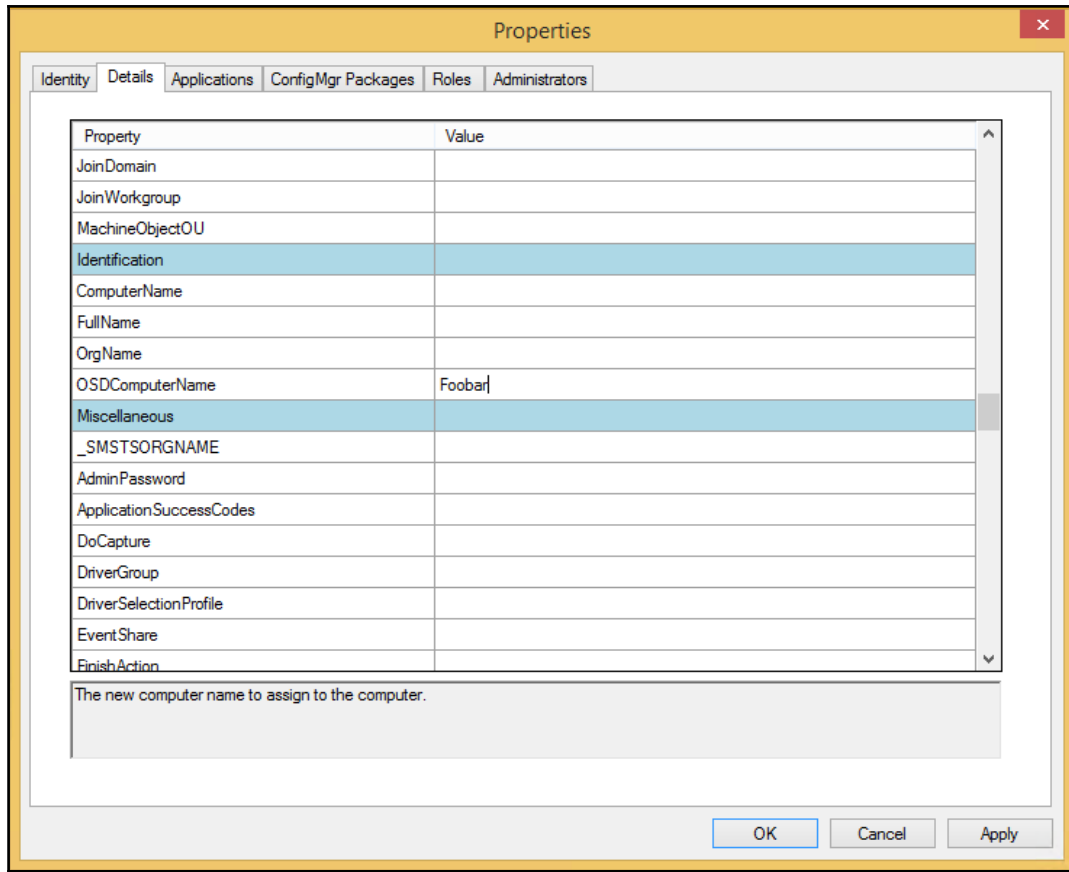 Properties
Identity Details Applications ConfigMgr Packages Roles Administrators
Property Value
JoinDomain
JoinWorkgroup
MachineObjectOU
Identification
ComputerName
FullName
OrgName
OSDComputerName Foobar
Miscellaneous
_SMSTSORGNAME
AdminPassword
ApplicationSuccessCodes
DoCapture
DriverGroup
DriverSelectionProfile
EventShare
FinishAction
The new computer name to assign to the computer.
OK Cancel Apply